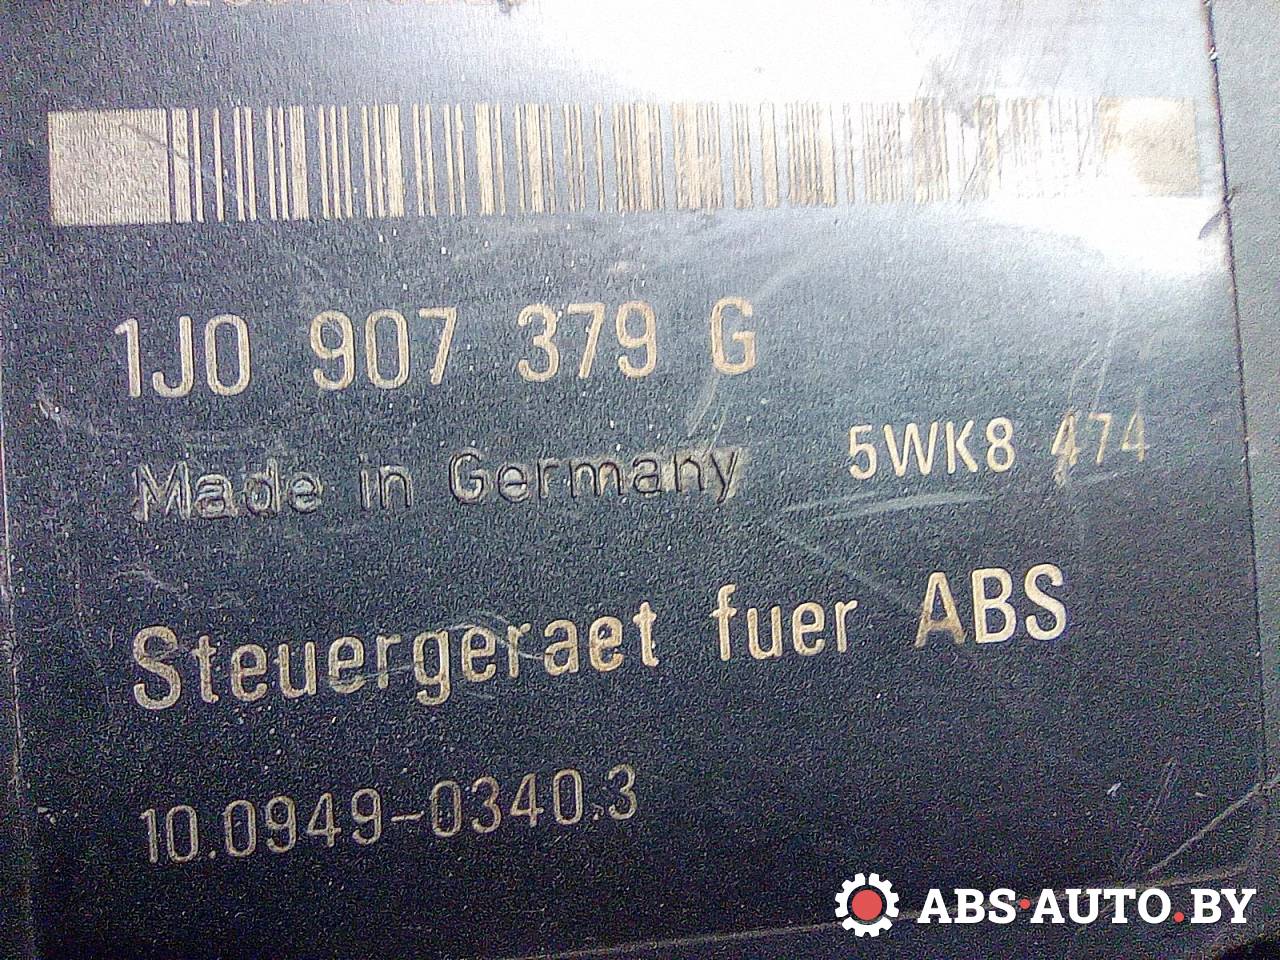 1J0 907 379 G
Made in Germany 5WK8 474
Steuergeraet fuer ABS
10.0949-0340.3
ABS·AUTO.BY